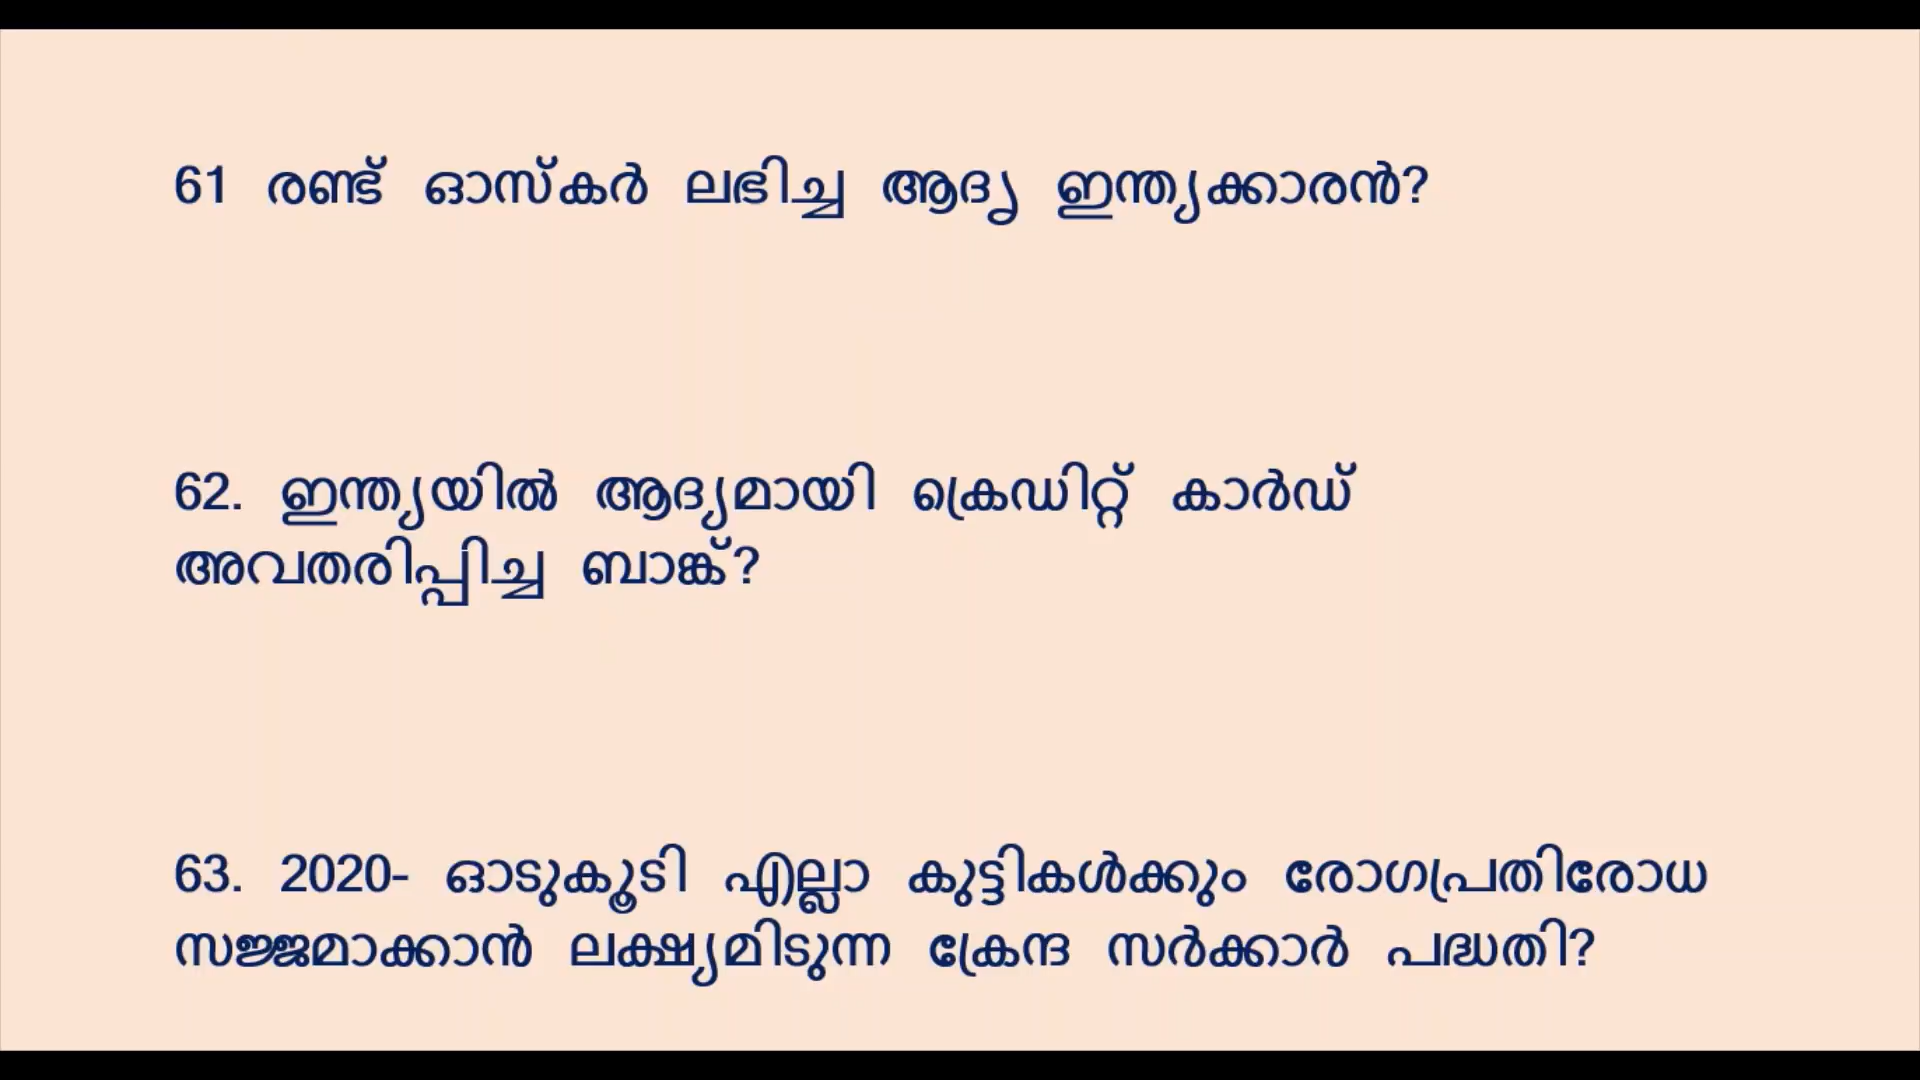 61 രണ്ട് ഓസ്കർ ലഭിച്ച ആദൃ ഇന്ത്യക്കാരൻ?
62. ഇന്ത്യയിൽ ആദ്യമായി ക്രെഡിറ്റ് കാർഡ്
അവതരിപ്പിച്ച ബാങ്ക്?
63. 2020- ഓടുകൂടി എല്ലാ കുട്ടികൾക്കും രോഗപ്രതിരോധ
സജ്ജമാക്കാൻ ലക്ഷ്യമിടുന്ന ക്രേന്ദ സർക്കാർ പദ്ധതി?